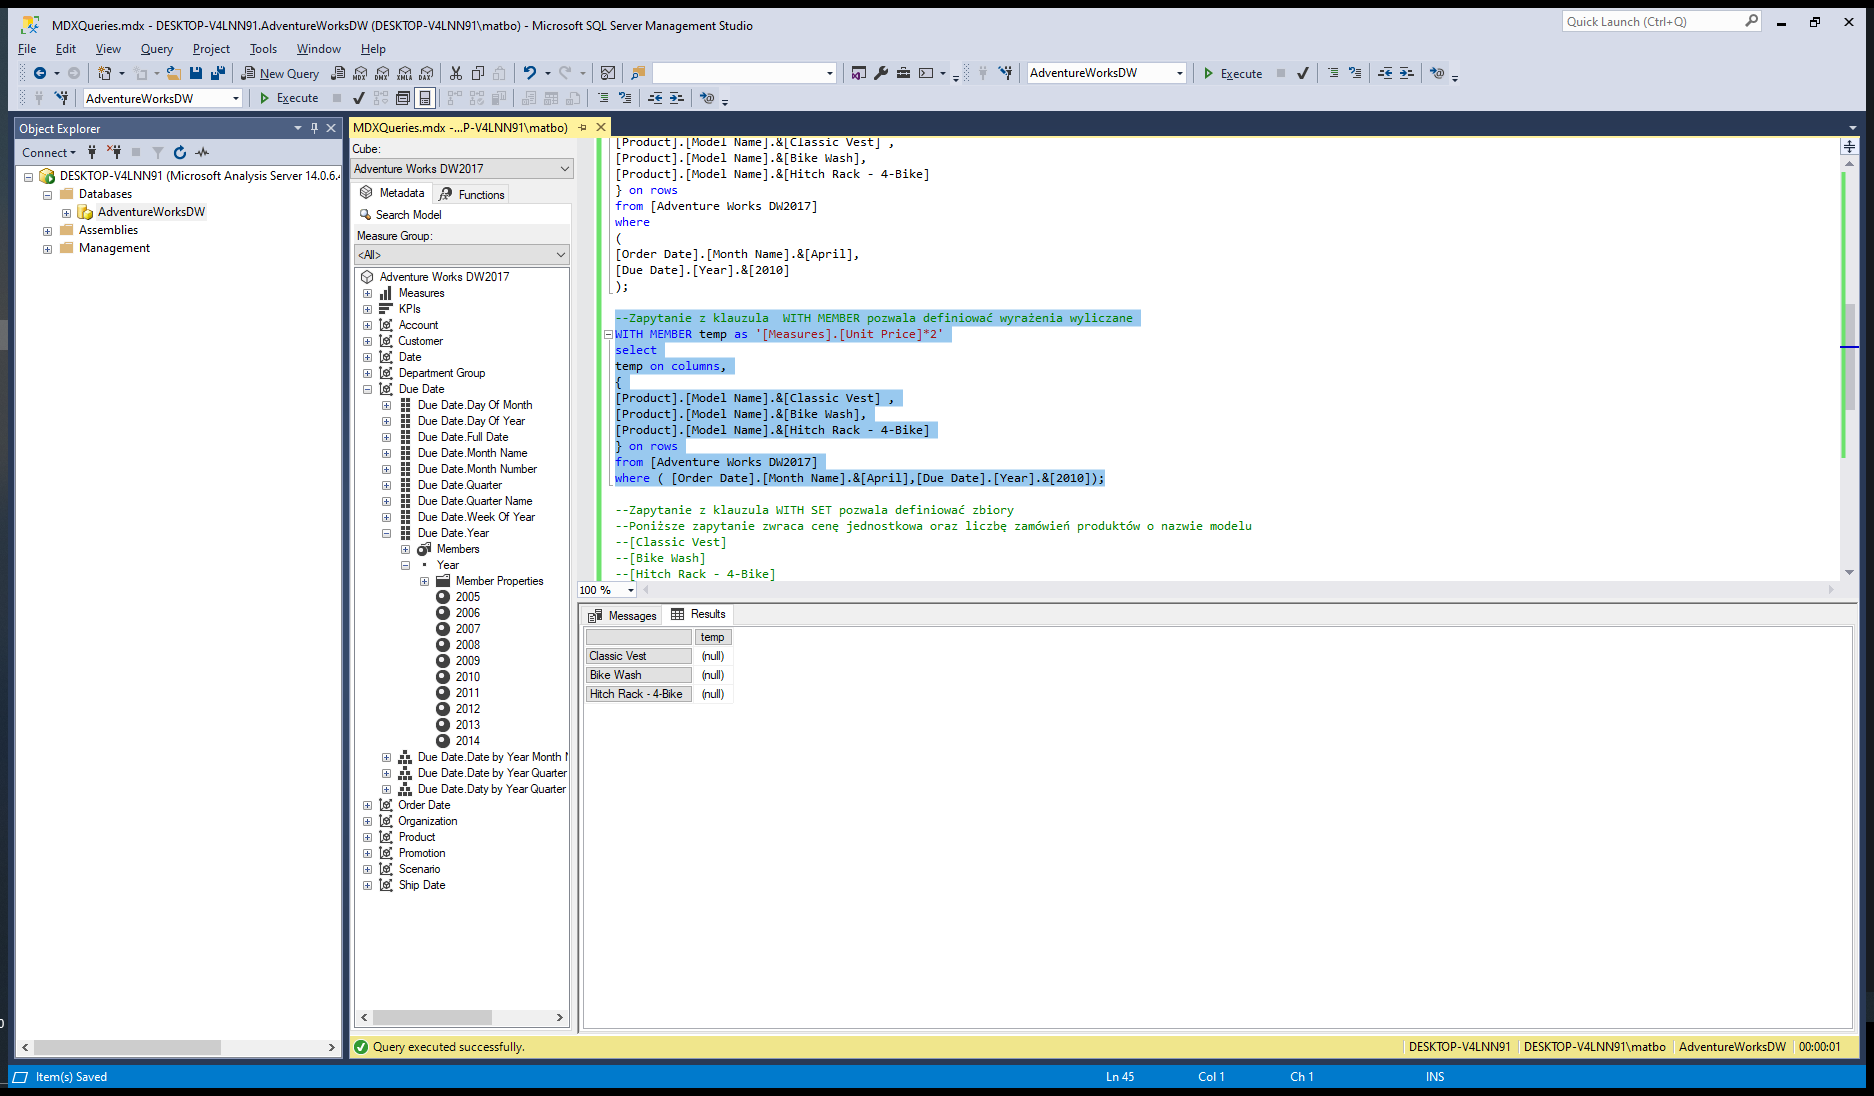 MDXQueries.mdx - DESKTOP-V4LNN91.AdventureWorksDW (DESKTOP-V4LNN91\matbo) - Microsoft SQL Server Management Studio
Quick Launch (Ctrl+Q)
File Edit View Query Project Tools Window Help
New Query MDX DMX XMLA DAX AdventureWorksDW Execute
AdventureWorksDW Execute
Object Explorer
Connect
DESKTOP-V4LNN91 (Microsoft Analysis Server 14.0.6.4
Databases
AdventureWorksDW
Assemblies
Management
MDXQueries.mdx -...P-V4LNN91\matbo)
Cube:
Adventure Works DW2017
Metadata Functions
Search Model
Measure Group:
<All>
Adventure Works DW2017
Measures
KPIs
Account
Customer
Date
Department Group
Due Date
Due Date.Day Of Month
Due Date.Day Of Year
Due Date.Full Date
Due Date.Month Name
Due Date.Month Number
Due Date.Quarter
Due Date.Quarter Name
Due Date.Week Of Year
Due Date.Year
Members
Year
Member Properties
2005
2006
2007
2008
2009
2010
2011
2012
2013
2014
Due Date.Date by Year Month
Due Date.Date by Year Quarter
Due Date.Daty by Year Quarter
Order Date
Organization
Product
Promotion
Scenario
Ship Date
[Product].[Model Name].&[Classic Vest] ,
[Product].[Model Name].&[Bike Wash],
[Product].[Model Name].&[Hitch Rack - 4-Bike]
} on rows
from [Adventure Works DW2017]
where
(
[Order Date].[Month Name].&[April],
[Due Date].[Year].&[2010]
);
--Zapytanie z klauzula  WITH MEMBER pozwala definiować wyrażenia wyliczane
WITH MEMBER temp as '[Measures].[Unit Price]*2'
select
temp on columns,
{
[Product].[Model Name].&[Classic Vest] ,
[Product].[Model Name].&[Bike Wash],
[Product].[Model Name].&[Hitch Rack - 4-Bike]
} on rows
from [Adventure Works DW2017]
where ( [Order Date].[Month Name].&[April],[Due Date].[Year].&[2010]);
--Zapytanie z klauzula WITH SET pozwala definiować zbiory
--Poniższe zapytanie zwraca cenę jednostkowa oraz liczbę zamówień produktów o nazwie modelu
--[Classic Vest]
--[Bike Wash]
--[Hitch Rack - 4-Bike]
100 %
Messages Results
temp
Classic Vest (null)
Bike Wash (null)
Hitch Rack - 4-Bike (null)
Query executed successfully.
DESKTOP-V4LNN91 DESKTOP-V4LNN91\matbo AdventureWorksDW 00:00:01
Item(s) Saved
Ln 45 Col 1 Ch 1 INS